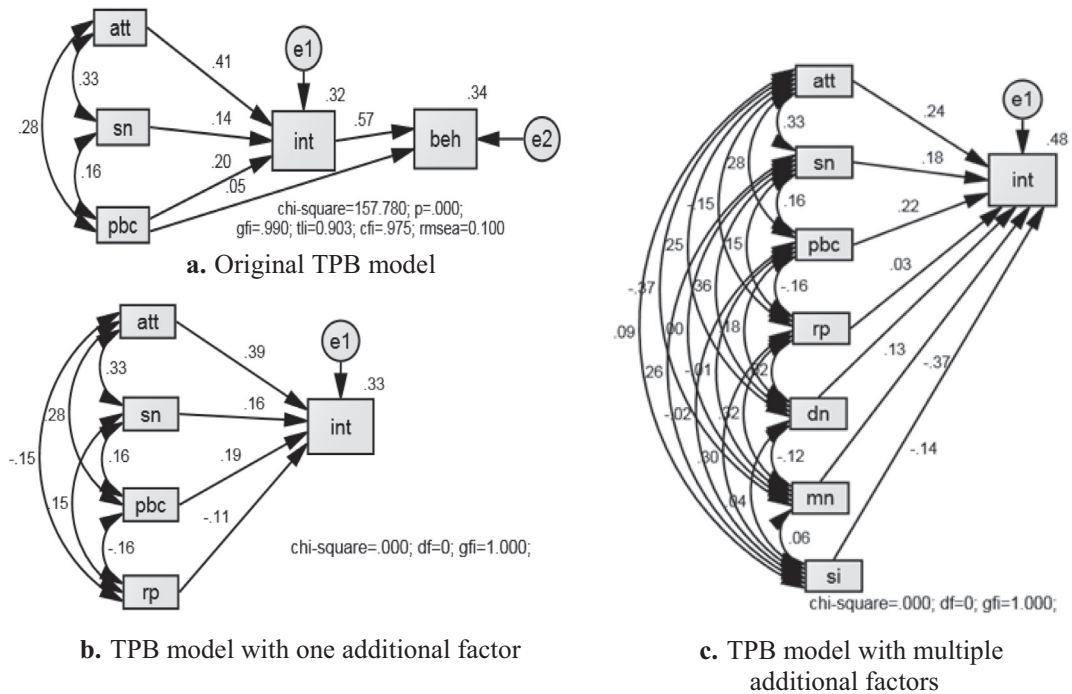 att
e1
.41
.32
.34
.33
.57
.28
sn
.14
int
beh
e2
.16
.20
.05
pbc
chi-square=157.780; p=.000;
gfi=.990; tli=0.903; cfi=.975; rmsea=0.100
a. Original TPB model
att
e1
.39
.33
.33
sn
.16
int
.28
.16
.19
-.15
pbc
.15
-.11
-.16
chi-square=.000; df=0; gfi=1.000;
rp
b. TPB model with one additional factor
att
e1
.24
.33
.48
sn
.18
int
.28
-.15
.16
.22
.25
.15
pbc
-.37
.36
-.16
.03
.09
.00
.18
rp
.13
.26
-.01
-.37
-.02
.32
dn
.30
-.12
-.14
.04
mn
.06
si
chi-square=.000; df=0; gfi=1.000;
c. TPB model with multiple
additional factors